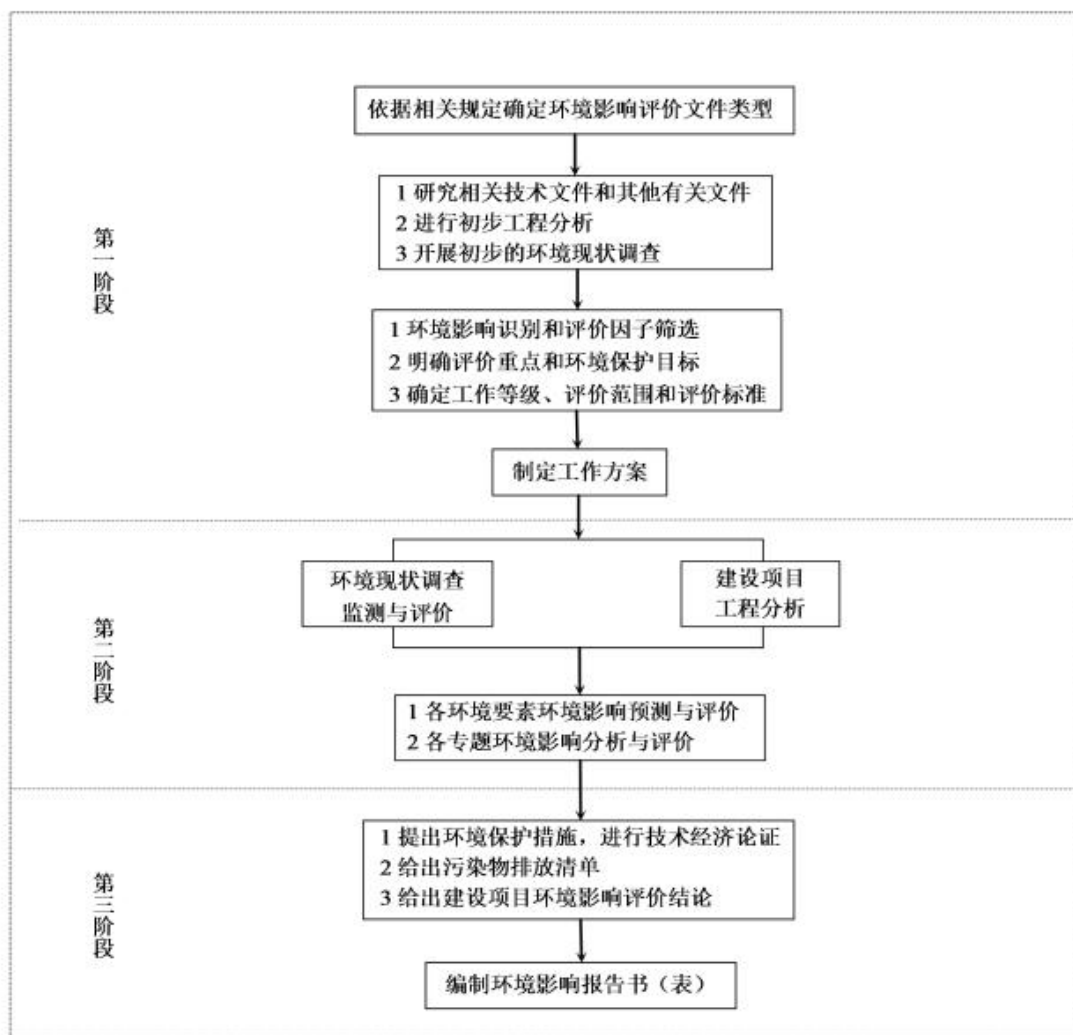 依据相关规定确定环境影响评价文件类型
第一阶段
1 研究相关技术文件和其他有关文件
2 进行初步工程分析
3 开展初步的环境现状调查
1 环境影响识别和评价因子筛选
2 明确评价重点和环境保护目标
3 确定工作等级、评价范围和评价标准
制定工作方案
第二阶段
环境现状调查
监测与评价
建设项目
工程分析
1 各环境要素环境影响预测与评价
2 各专题环境影响分析与评价
第三阶段
1 提出环境保护措施，进行技术经济论证
2 给出污染物排放清单
3 给出建设项目环境影响评价结论
编制环境影响报告书（表）